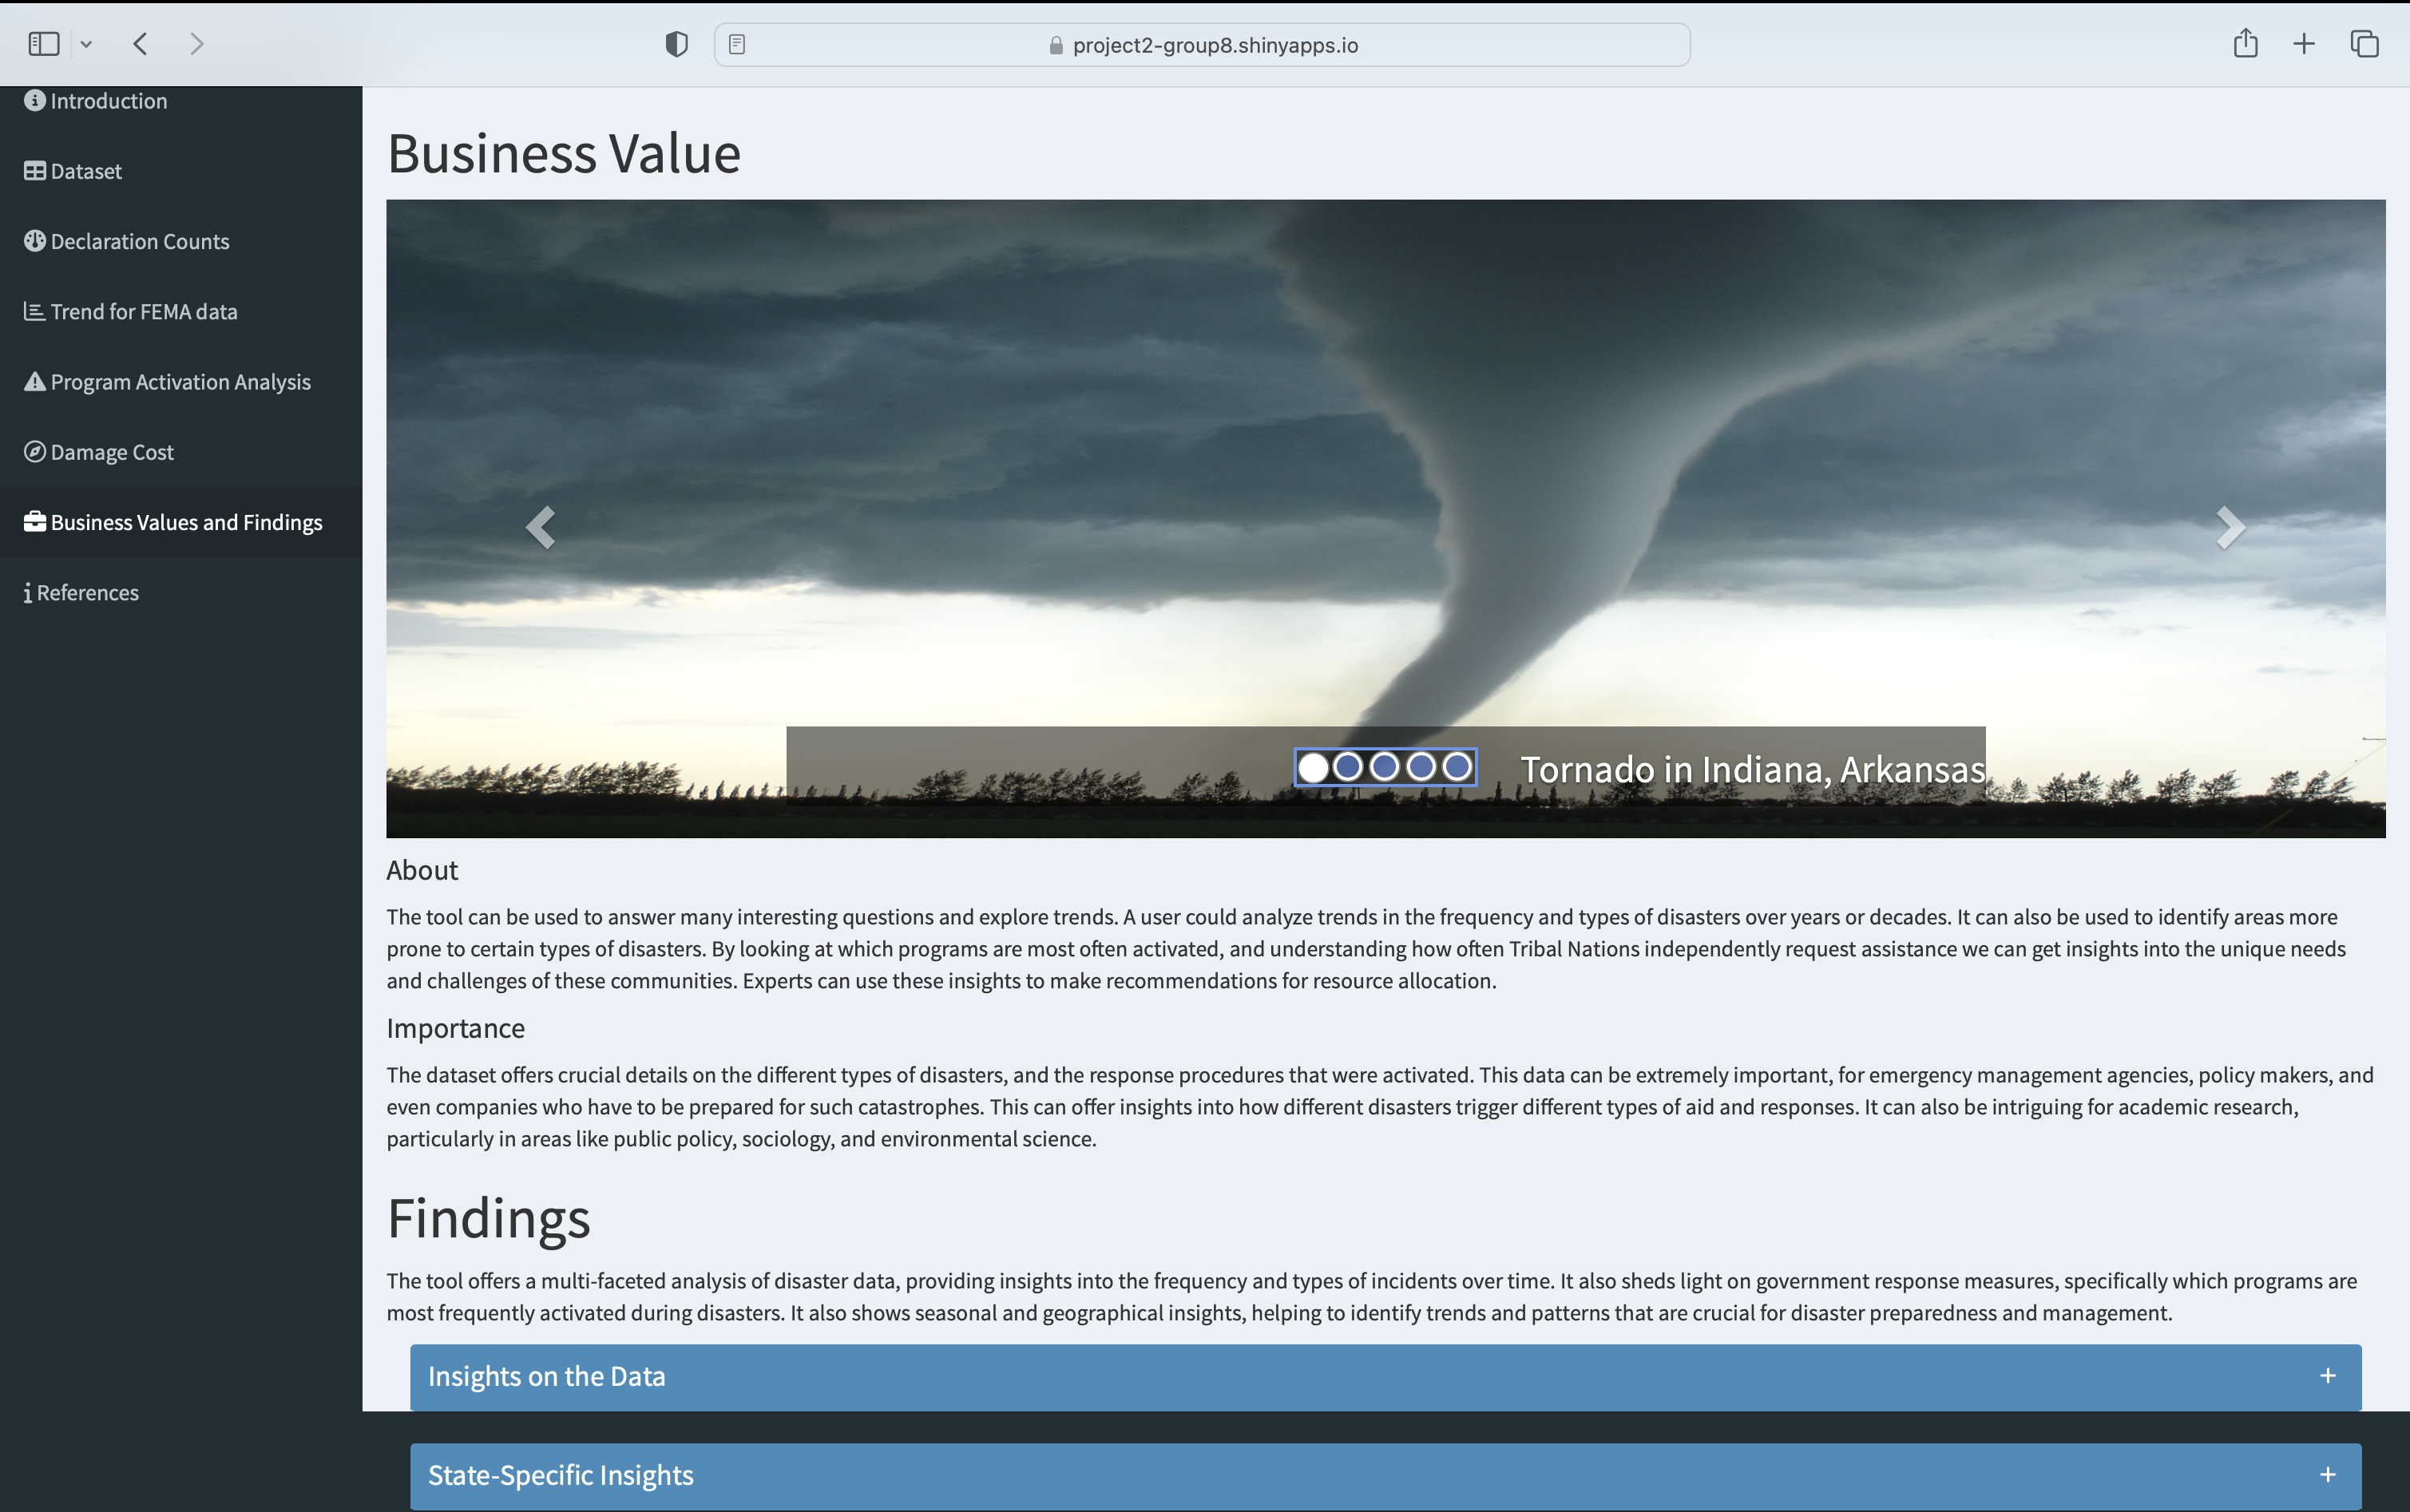 project2-group8.shinyapps.io
Introduction
Dataset
Declaration Counts
Trend for FEMA data
Program Activation Analysis
Damage Cost
Business Values and Findings
References
Business Value
Tornado in Indiana, Arkansas
About
The tool can be used to answer many interesting questions and explore trends. A user could analyze trends in the frequency and types of disasters over years or decades. It can also be used to identify areas more
prone to certain types of disasters. By looking at which programs are most often activated, and understanding how often Tribal Nations independently request assistance we can get insights into the unique needs
and challenges of these communities. Experts can use these insights to make recommendations for resource allocation.
Importance
The dataset offers crucial details on the different types of disasters, and the response procedures that were activated. This data can be extremely important, for emergency management agencies, policy makers, and
even companies who have to be prepared for such catastrophes. This can offer insights into how different disasters trigger different types of aid and responses. It can also be intriguing for academic research,
particularly in areas like public policy, sociology, and environmental science.
Findings
The tool offers a multi-faceted analysis of disaster data, providing insights into the frequency and types of incidents over time. It also sheds light on government response measures, specifically which programs are
most frequently activated during disasters. It also shows seasonal and geographical insights, helping to identify trends and patterns that are crucial for disaster preparedness and management.
Insights on the Data +
State-Specific Insights +